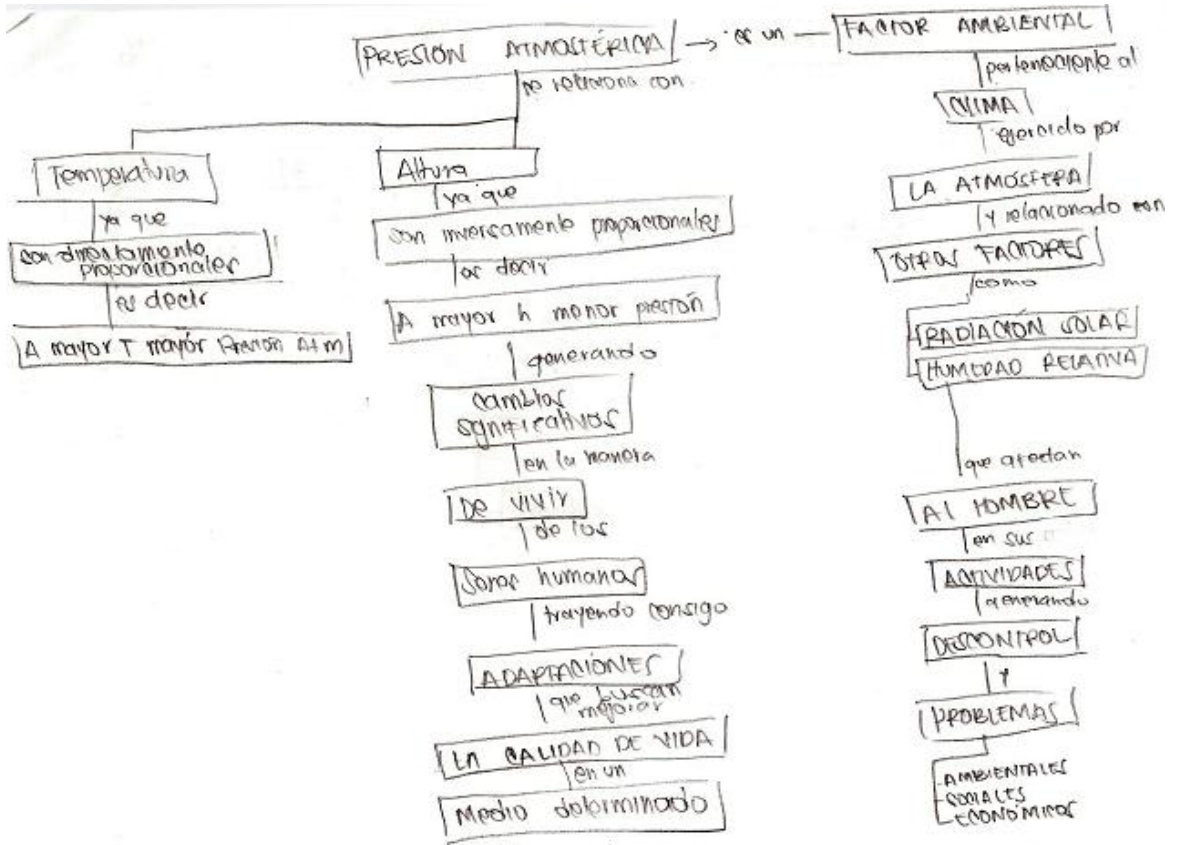 PRESIÓN ATMOSFÉRICA → es un — FACTOR AMBIENTAL
se relaciona con
Temperatura
ya que
son directamente
proporcionales
es decir
A mayor T mayor Presión Atm
Altura
ya que
son inversamente proporcionales
es decir
A mayor h menor presión
generando
cambios
significativos
en la manera
De vivir
de los
Seres humanos
trayendo consigo
ADAPTACIONES
que buscan
mejorar
LA CALIDAD DE VIDA
en un
Medio determinado
perteneciente al
CLIMA
ejercido por
LA ATMÓSFERA
y relacionado con
OTROS FACTORES
como
RADIACIÓN SOLAR
HUMEDAD RELATIVA
que afectan
Al HOMBRE
en sus
ACTIVIDADES
generando
DESCONTROL
y
PROBLEMAS
- AMBIENTALES
- SOCIALES
- ECONÓMICOS